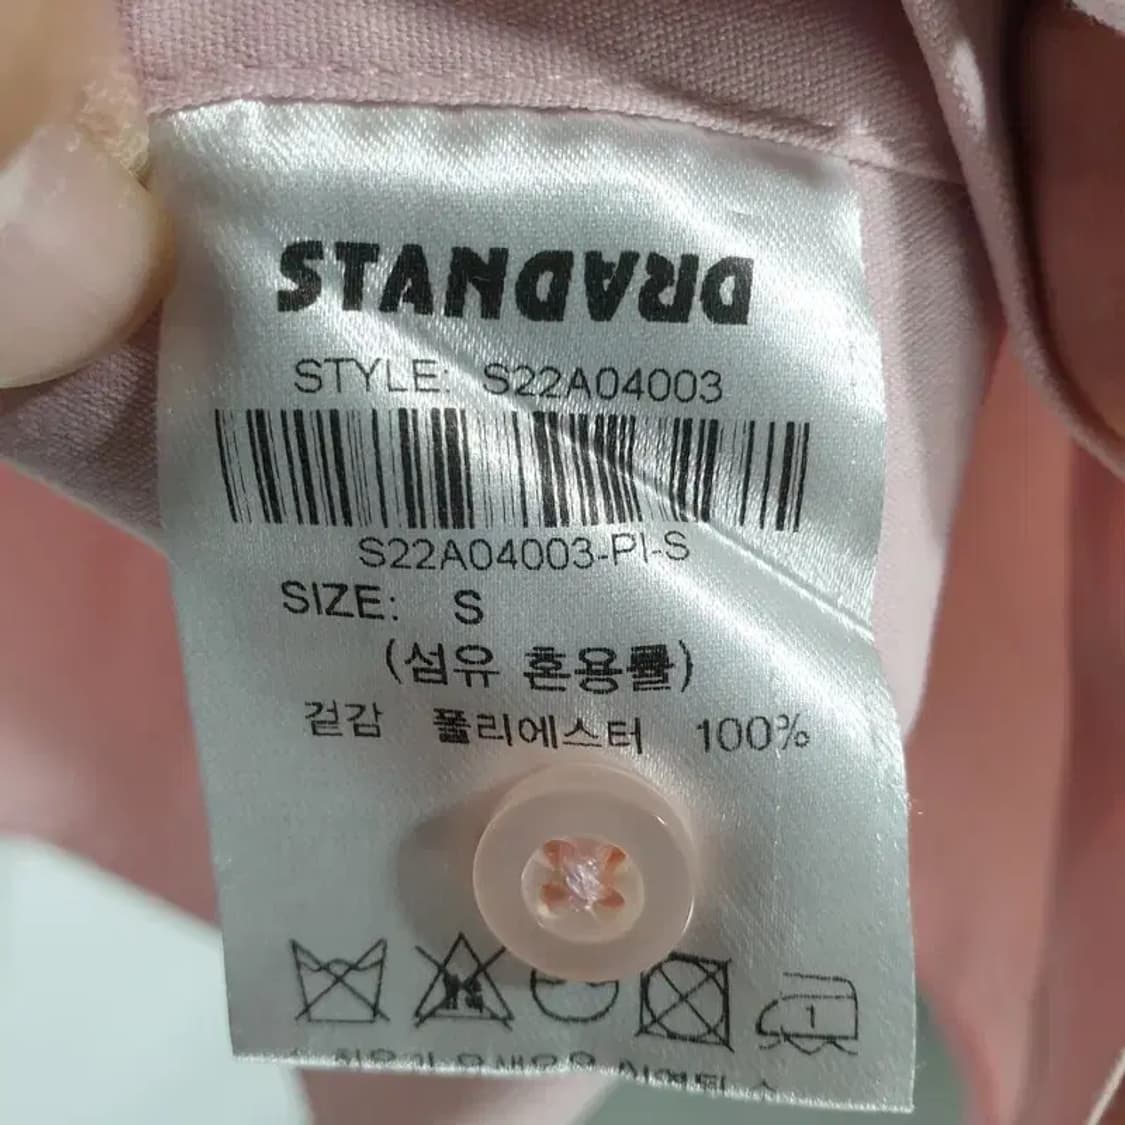 STANDARD
STYLE: S22A04003
S22A04003-PI-S
SIZE: S
(섬유 혼용률)
겉감 폴리에스터 100%
1